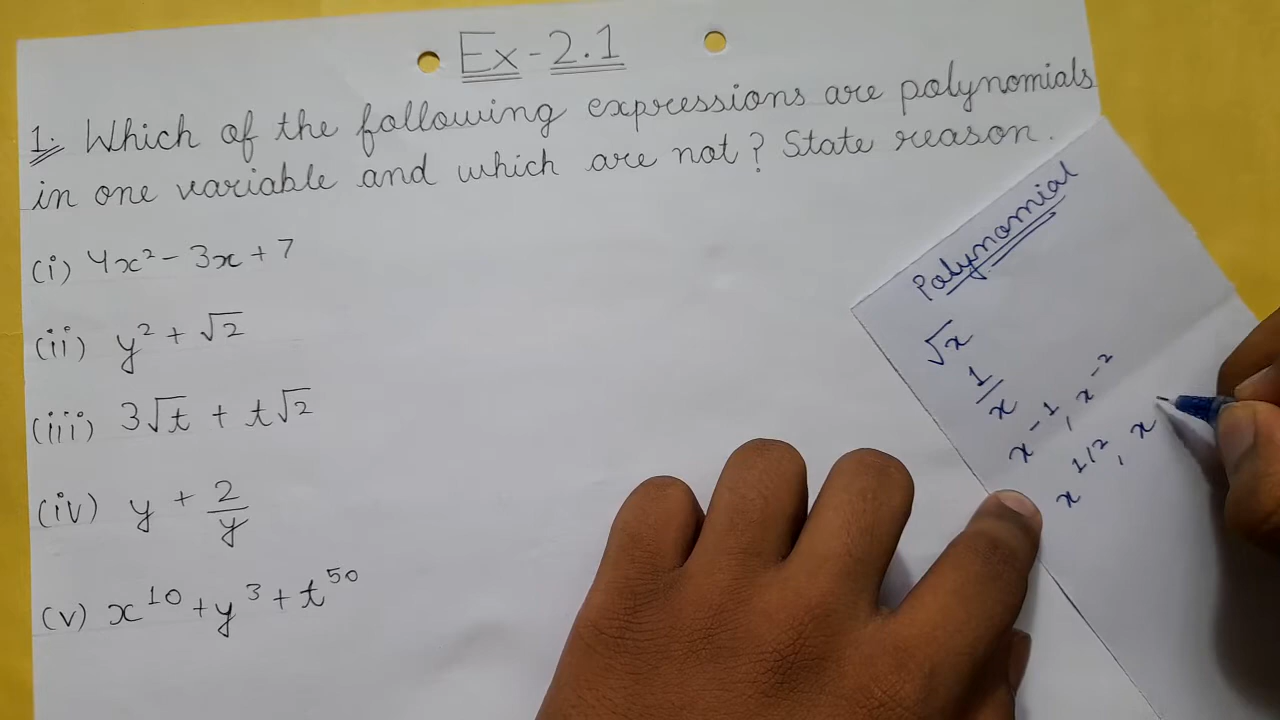 Ex-2.1
1. Which of the following expressions are polynomials
in one variable and which are not? State reason.
(i) 4x² - 3x + 7
(ii) y² + √2
(iii) 3√t + t√2
(iv) y + 2/y
(v) x¹⁰ + y³ + t⁵⁰
Polynomial
√x
1/x
x⁻¹, x⁻²
x^1/2, x